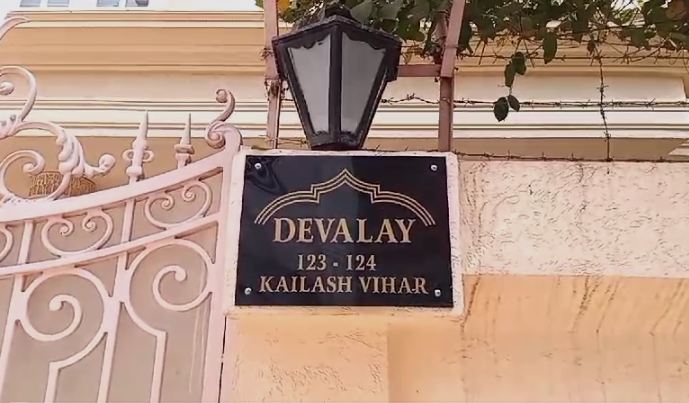 DEVALAY
123 - 124
KAILASH VIHAR